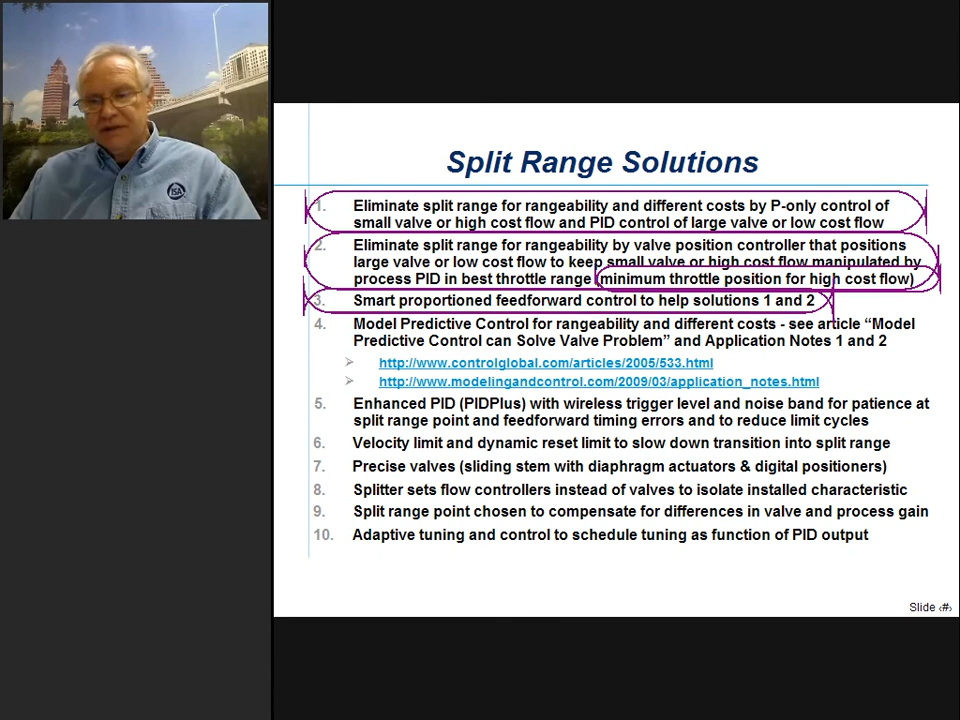 ISA
Split Range Solutions
1. Eliminate split range for rangeability and different costs by P-only control of
small valve or high cost flow and PID control of large valve or low cost flow
2. Eliminate split range for rangeability by valve position controller that positions
large valve or low cost flow to keep small valve or high cost flow manipulated by
process PID in best throttle range (minimum throttle position for high cost flow)
3. Smart proportioned feedforward control to help solutions 1 and 2
4. Model Predictive Control for rangeability and different costs - see article “Model
Predictive Control can Solve Valve Problem” and Application Notes 1 and 2
http://www.controlglobal.com/articles/2005/533.html
http://www.modelingandcontrol.com/2009/03/application_notes.html
5. Enhanced PID (PIDPlus) with wireless trigger level and noise band for patience at
split range point and feedforward timing errors and to reduce limit cycles
6. Velocity limit and dynamic reset limit to slow down transition into split range
7. Precise valves (sliding stem with diaphragm actuators & digital positioners)
8. Splitter sets flow controllers instead of valves to isolate installed characteristic
9. Split range point chosen to compensate for differences in valve and process gain
10. Adaptive tuning and control to schedule tuning as function of PID output
Slide ‹#›